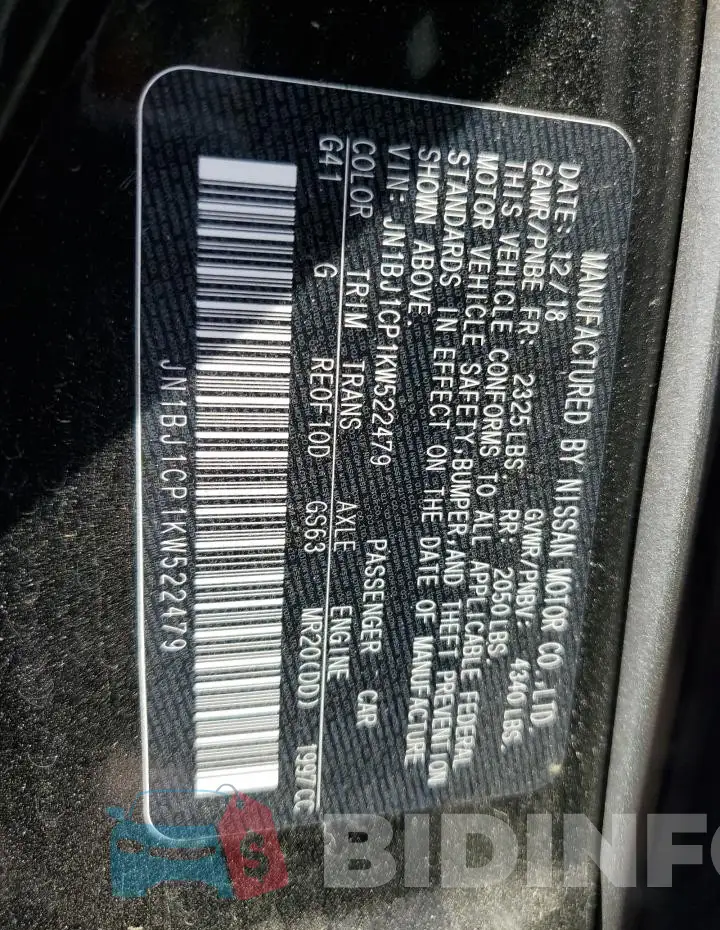 MANUFACTURED BY NISSAN MOTOR CO.,LTD
DATE: 12/18 GVWR/PNBV: 4340LBS.
GAWR/PNBE FR: 2325LBS RR: 2050LBS.
THIS VEHICLE CONFORMS TO ALL APPLICABLE FEDERAL
MOTOR VEHICLE SAFETY,BUMPER,AND THEFT PREVENTION
STANDARDS IN EFFECT ON THE DATE OF MANUFACTURE
SHOWN ABOVE.
VIN: JN1BJ1CP1KW522479 PASSENGER CAR
COLOR TRIM TRANS AXLE ENGINE
G41 G RE0F10D GS63 MR20(DD) 1997CC
JN1BJ1CP1KW522479
$ BIDINFO